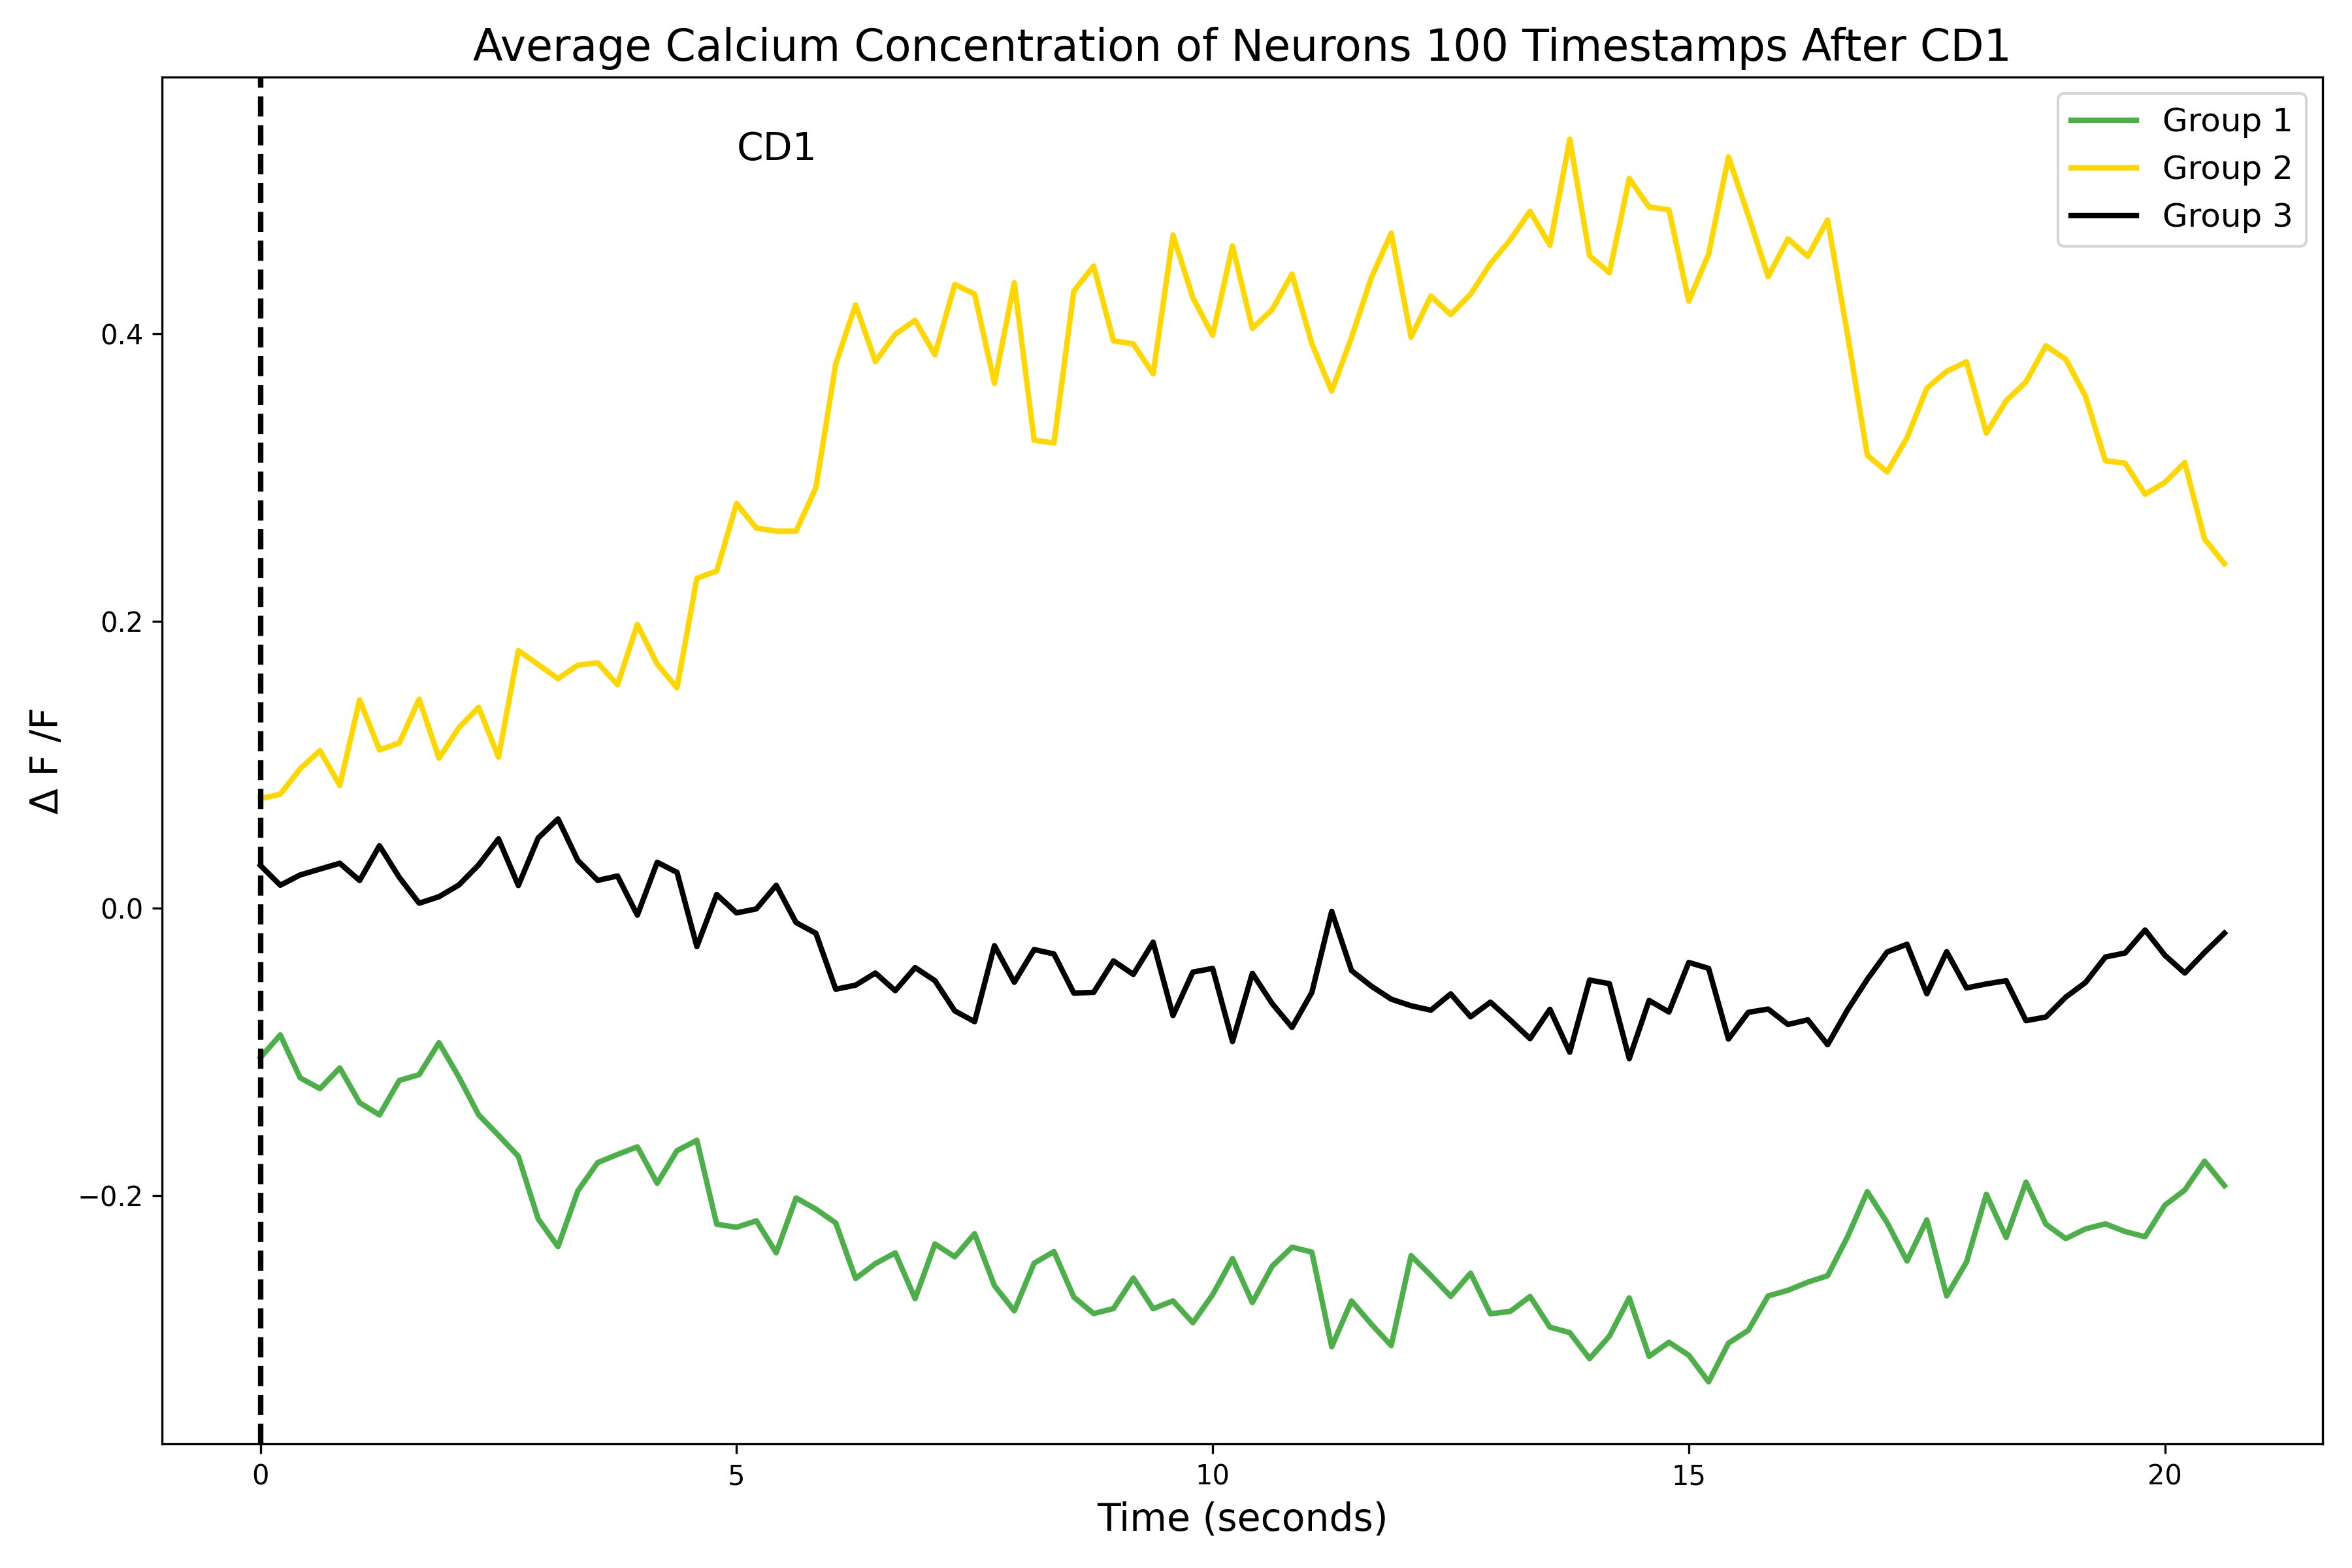 Average Calcium Concentration of Neurons 100 Timestamps After CD1
CD1
Group 1
Group 2
Group 3
0.4
0.2
0.0
−0.2
Δ F /F
0 5 10 15 20
Time (seconds)